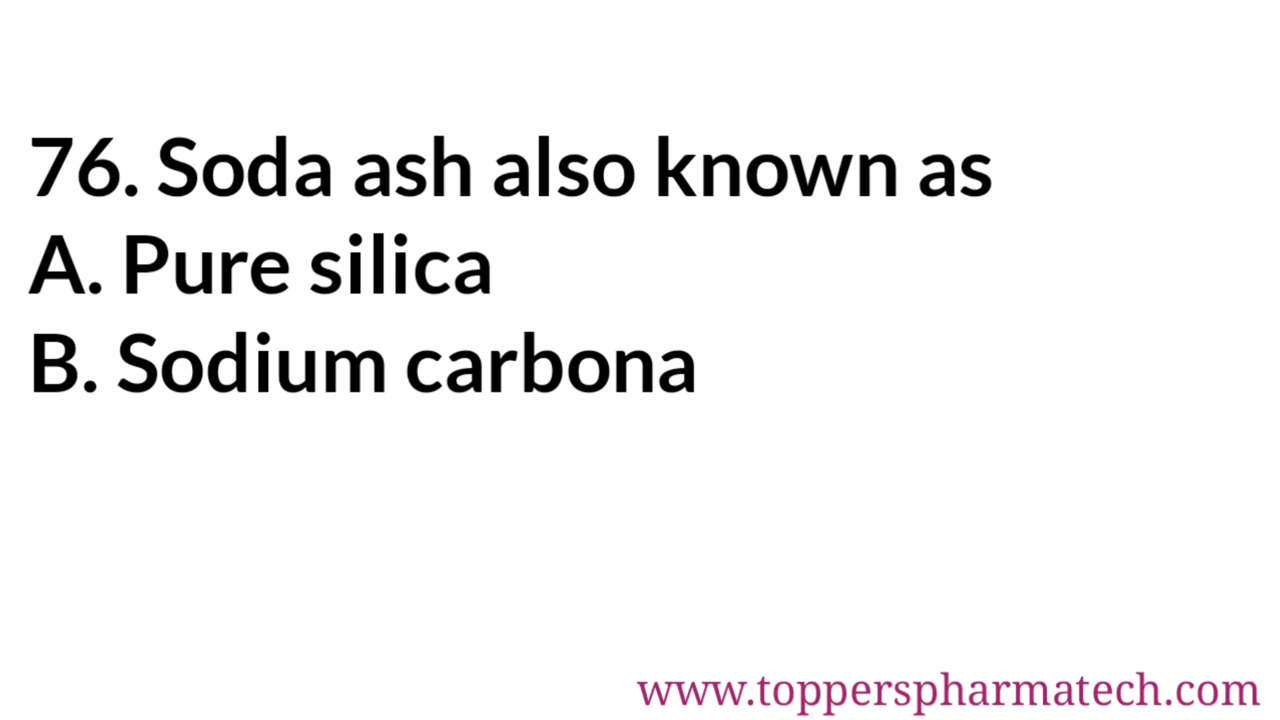 76. Soda ash also known as
A. Pure silica
B. Sodium carbona
www.topperspharmatech.com